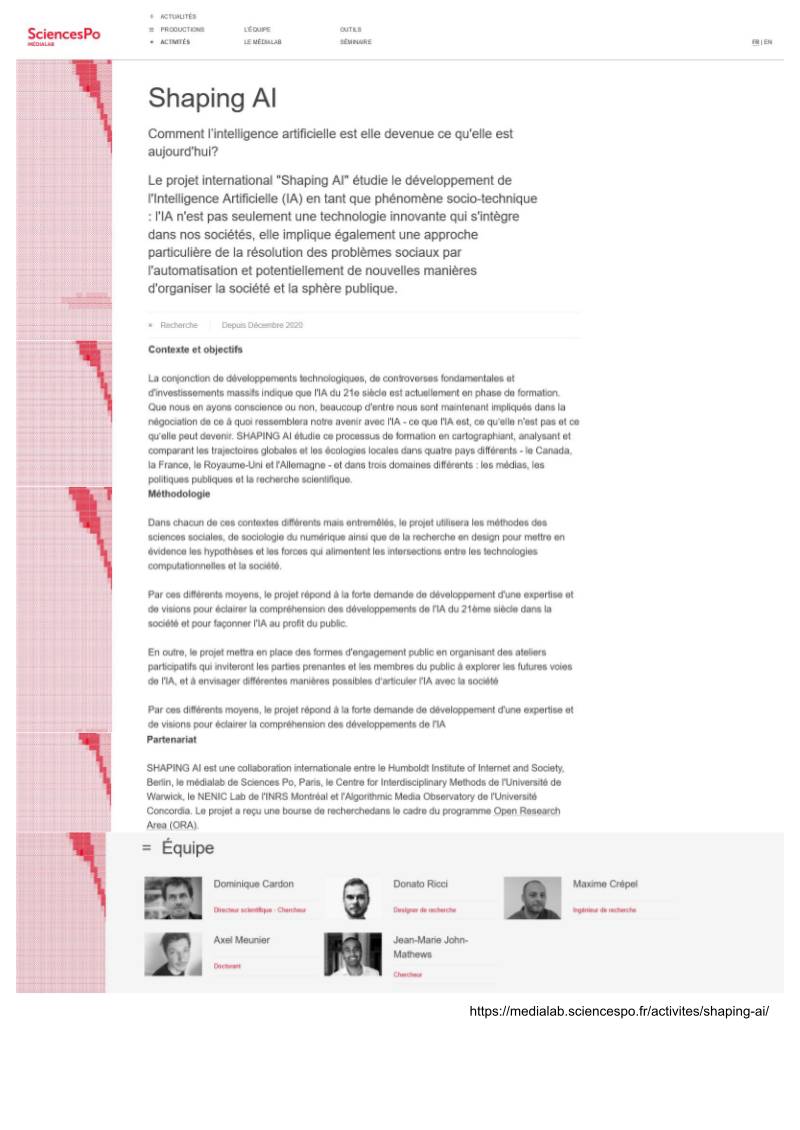 SciencesPo
MÉDIALAB
ACTUALITÉS
PRODUCTIONS
ACTIVITÉS
L'ÉQUIPE
LE MÉDIALAB
OUTILS
SÉMINAIRE
FR | EN
Shaping AI
Comment l'intelligence artificielle est elle devenue ce qu'elle est
aujourd'hui?
Le projet international "Shaping AI" étudie le développement de
l'Intelligence Artificielle (IA) en tant que phénomène socio-technique
: l'IA n'est pas seulement une technologie innovante qui s'intègre
dans nos sociétés, elle implique également une approche
particulière de la résolution des problèmes sociaux par
l'automatisation et potentiellement de nouvelles manières
d'organiser la société et la sphère publique.
Recherche
Depuis Décembre 2020
Contexte et objectifs
La conjonction de développements technologiques, de controverses fondamentales et
d'investissements massifs indique que l'IA du 21e siècle est actuellement en phase de formation.
Que nous en ayons conscience ou non, beaucoup d'entre nous sont maintenant impliqués dans la
négociation de ce à quoi ressemblera notre avenir avec l'IA - ce que l'IA est, ce qu'elle n'est pas et ce
qu'elle peut devenir. SHAPING AI étudie ce processus de formation en cartographiant, analysant et
comparant les trajectoires globales et les écologies locales dans quatre pays différents - le Canada,
la France, le Royaume-Uni et l'Allemagne - et dans trois domaines différents : les médias, les
politiques publiques et la recherche scientifique.
Méthodologie
Dans chacun de ces contextes différents mais entremêlés, le projet utilisera les méthodes des
sciences sociales, de sociologie du numérique ainsi que de la recherche en design pour mettre en
évidence les hypothèses et les forces qui alimentent les intersections entre les technologies
computationnelles et la société.
Par ces différents moyens, le projet répond à la forte demande de développement d'une expertise et
de visions pour éclairer la compréhension des développements de l'IA du 21ème siècle dans la
société et pour façonner l'IA au profit du public.
En outre, le projet mettra en place des formes d'engagement public en organisant des ateliers
participatifs qui inviteront les parties prenantes et les membres du public à explorer les futures voies
de l'IA, et à envisager différentes manières possibles d'articuler l'IA avec la société
Par ces différents moyens, le projet répond à la forte demande de développement d'une expertise et
de visions pour éclairer la compréhension des développements de l'IA
Partenariat
SHAPING AI est une collaboration internationale entre le Humboldt Institute of Internet and Society,
Berlin, le médialab de Sciences Po, Paris, le Centre for Interdisciplinary Methods de l'Université de
Warwick, le NENIC Lab de l'INRS Montréal et l'Algorithmic Media Observatory de l'Université
Concordia. Le projet a reçu une bourse de recherchedans le cadre du programme Open Research
Area (ORA).
= Équipe
Dominique Cardon
Directeur scientifique - Chercheur
Donato Ricci
Designer de recherche
Maxime Crépel
Ingénieur de recherche
Axel Meunier
Doctorant
Jean-Marie John-
Mathews
Chercheur
https://medialab.sciencespo.fr/activites/shaping-ai/